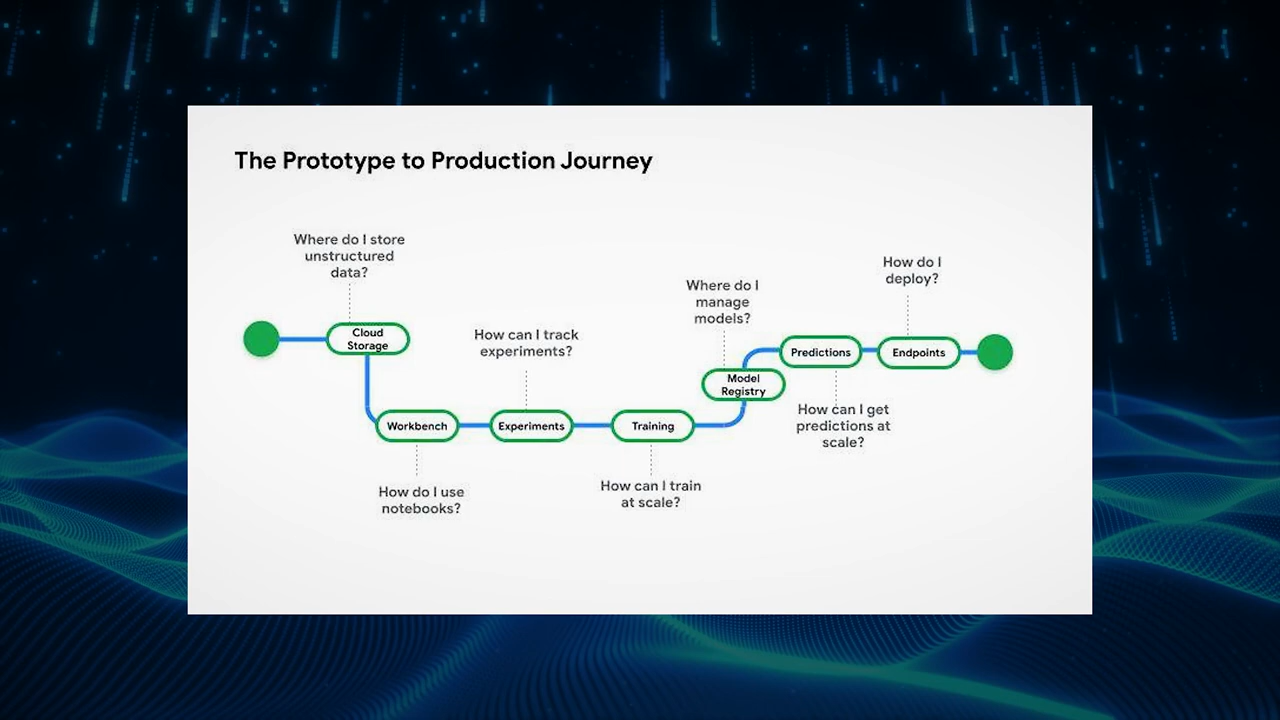 The Prototype to Production Journey
Where do I store
unstructured
data?
Cloud
Storage
Workbench
How do I use
notebooks?
How can I track
experiments?
Experiments
Training
How can I train
at scale?
Where do I
manage
models?
Model
Registry
Predictions
How can I get
predictions at
scale?
How do I
deploy?
Endpoints